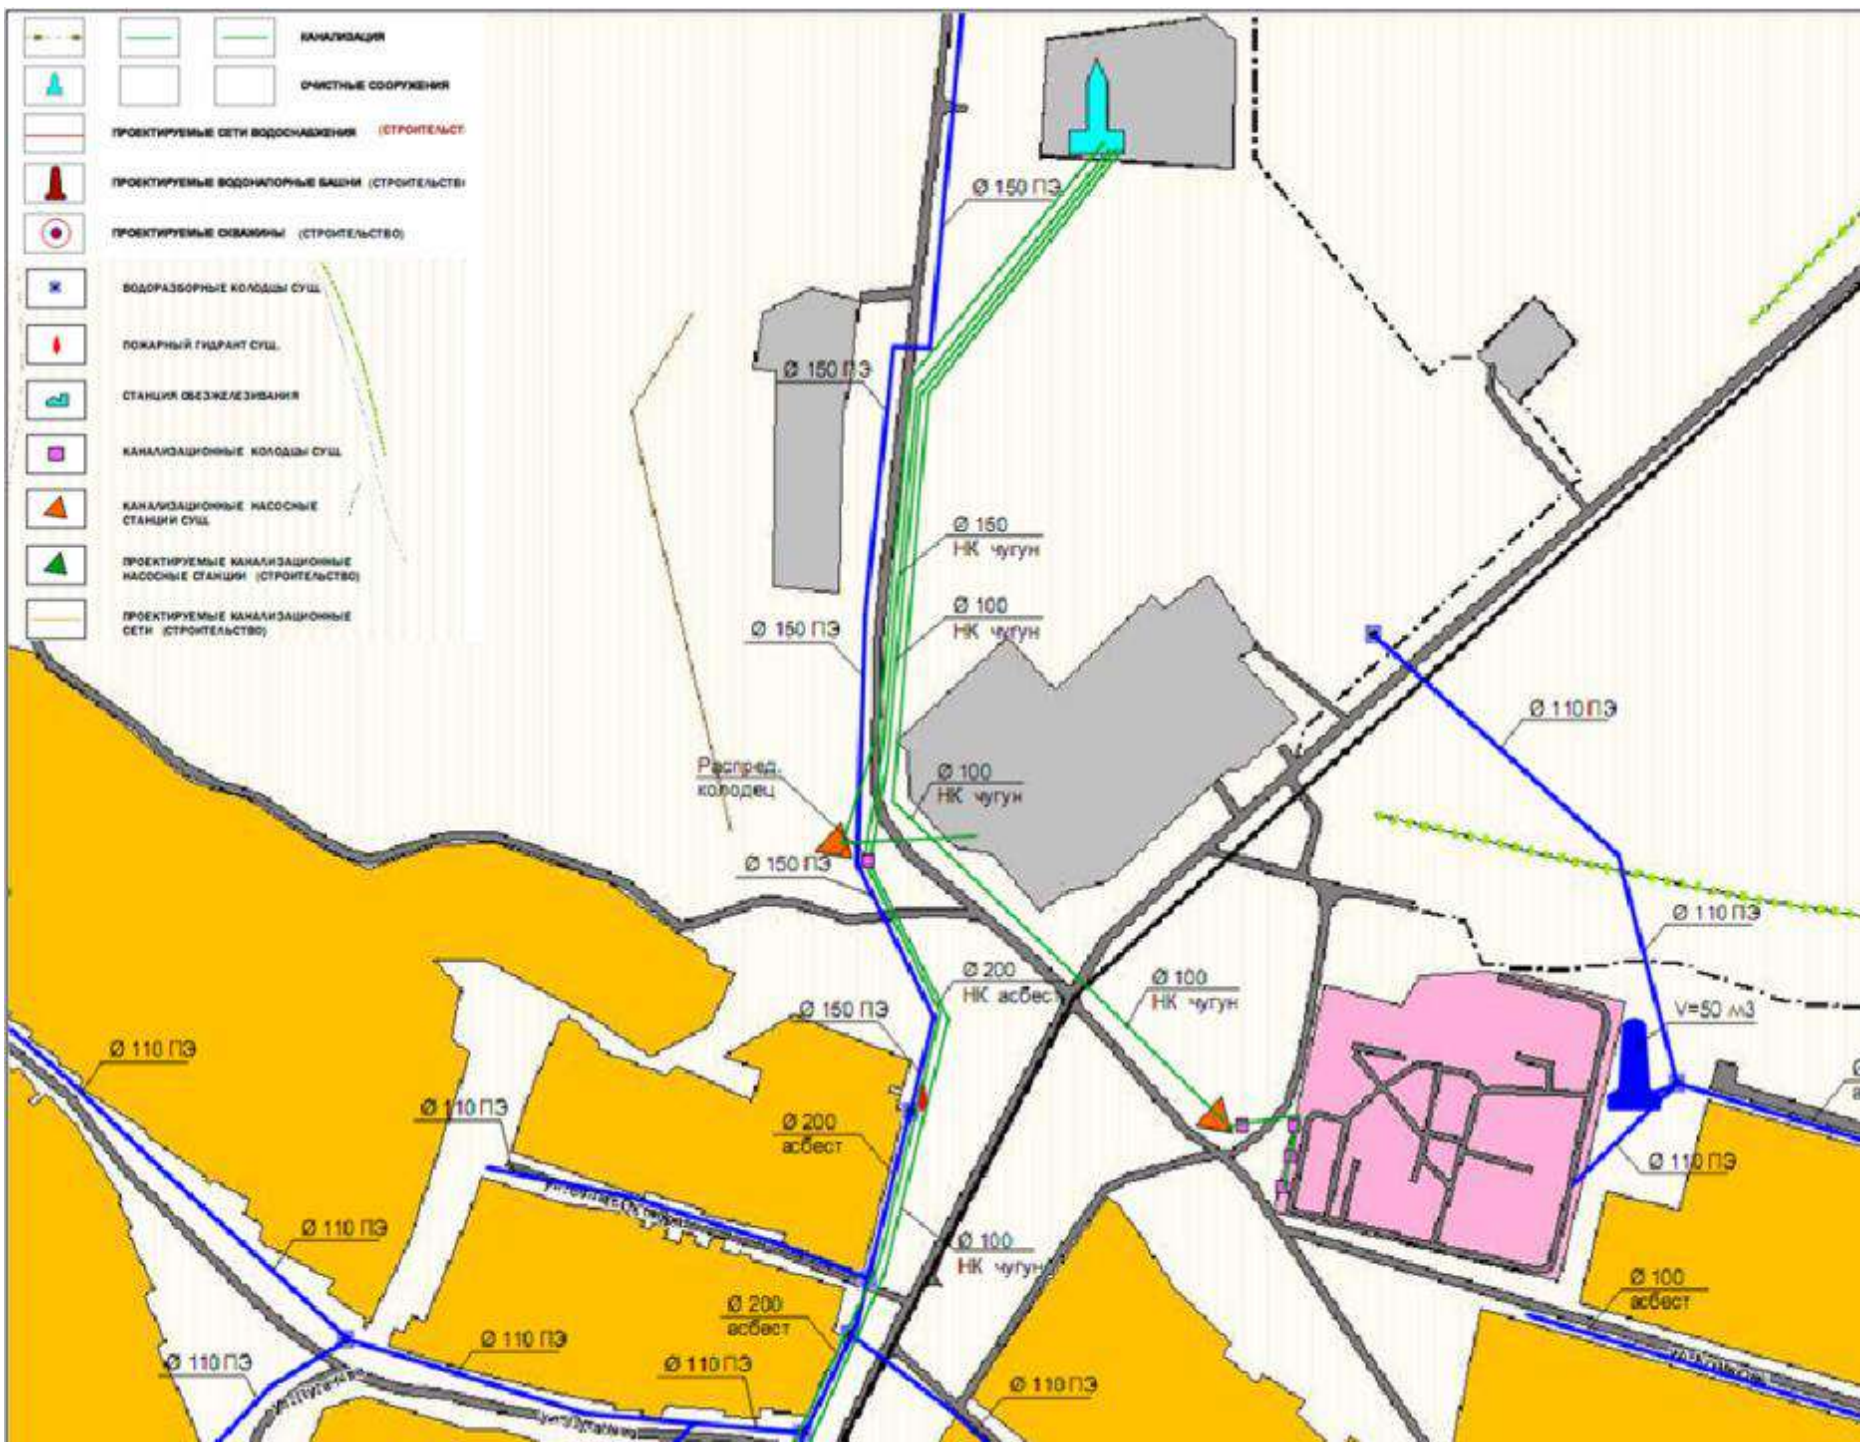 КАНАЛИЗАЦИЯ
ОЧИСТНЫЕ СООРУЖЕНИЯ
ПРОЕКТИРУЕМЫЕ СЕТИ ВОДОСНАБЖЕНИЯ (СТРОИТЕЛЬСТ
ПРОЕКТИРУЕМЫЕ ВОДОНАПОРНЫЕ БАШНИ (СТРОИТЕЛЬСТВ
ПРОЕКТИРУЕМЫЕ СКВАЖИНЫ (СТРОИТЕЛЬСТВО)
ВОДОРАЗБОРНЫЕ КОЛОДЦЫ СУЩ.
ПОЖАРНЫЙ ГИДРАНТ СУЩ.
СТАНЦИЯ ОБЕЗЖЕЛЕЗИВАНИЯ
КАНАЛИЗАЦИОННЫЕ КОЛОДЦЫ СУЩ.
КАНАЛИЗАЦИОННЫЕ НАСОСНЫЕ
СТАНЦИИ СУЩ.
ПРОЕКТИРУЕМЫЕ КАНАЛИЗАЦИОННЫЕ
НАСОСНЫЕ СТАНЦИИ (СТРОИТЕЛЬСТВО)
ПРОЕКТИРУЕМЫЕ КАНАЛИЗАЦИОННЫЕ
СЕТИ (СТРОИТЕЛЬСТВО)
Ø 150 ПЭ
Ø 150 ПЭ
Ø 150
НК чугун
Ø 100
НК чугун
Ø 150 ПЭ
Ø 110 ПЭ
Распред.
колодец
Ø 100
НК чугун
Ø 150 ПЭ
Ø 110 ПЭ
Ø 200
НК асбест
Ø 100
НК чугун
Ø 150 ПЭ
V=50 м3
Ø 110 ПЭ
Ø 110 ПЭ
Ø 200
асбест
Ø 110 ПЭ
Ø 110 ПЭ
Ø 100
НК чугун
Ø 100
асбест
Ø 200
асбест
Ø 110 ПЭ
Ø 110 ПЭ
Ø 110 ПЭ
Ø 110 ПЭ